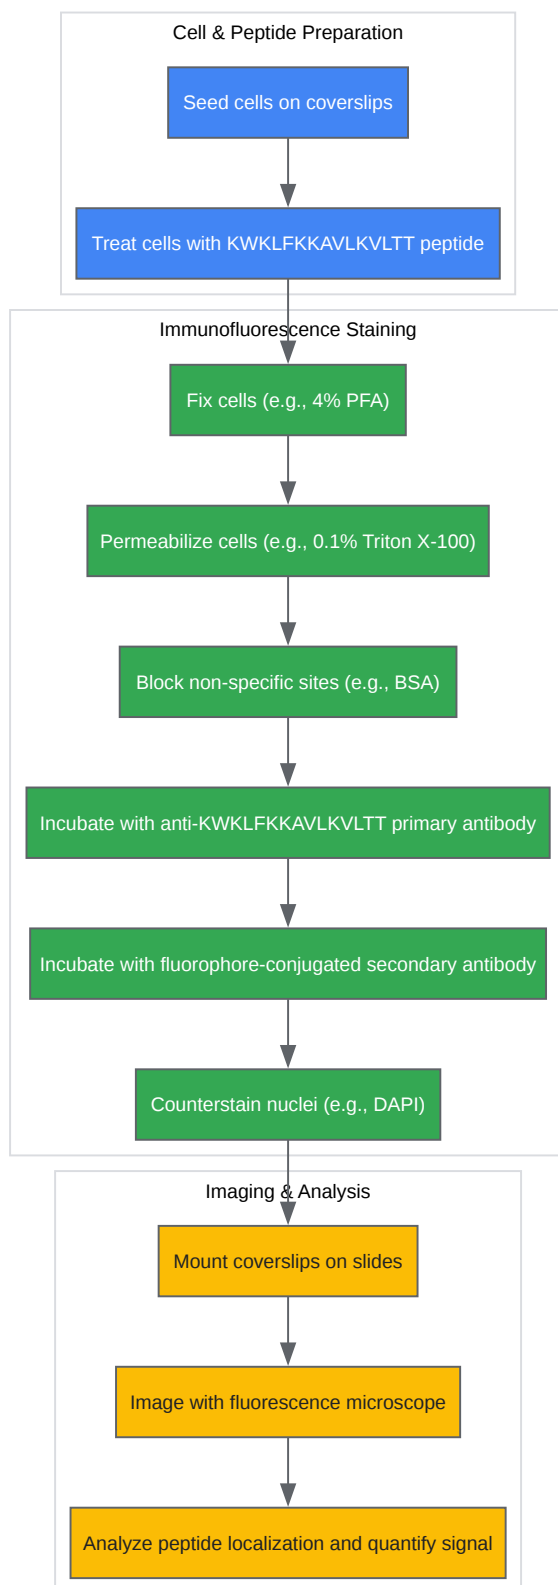 Cell & Peptide Preparation
Seed cells on coverslips
Treat cells with KWKLFKKAVLKVLTT peptide
Immunofluorescence Staining
Fix cells (e.g., 4% PFA)
Permeabilize cells (e.g., 0.1% Triton X-100)
Block non-specific sites (e.g., BSA)
Incubate with anti-KWKLFKKAVLKVLTT primary antibody
Incubate with fluorophore-conjugated secondary antibody
Counterstain nuclei (e.g., DAPI)
Imaging & Analysis
Mount coverslips on slides
Image with fluorescence microscope
Analyze peptide localization and quantify signal